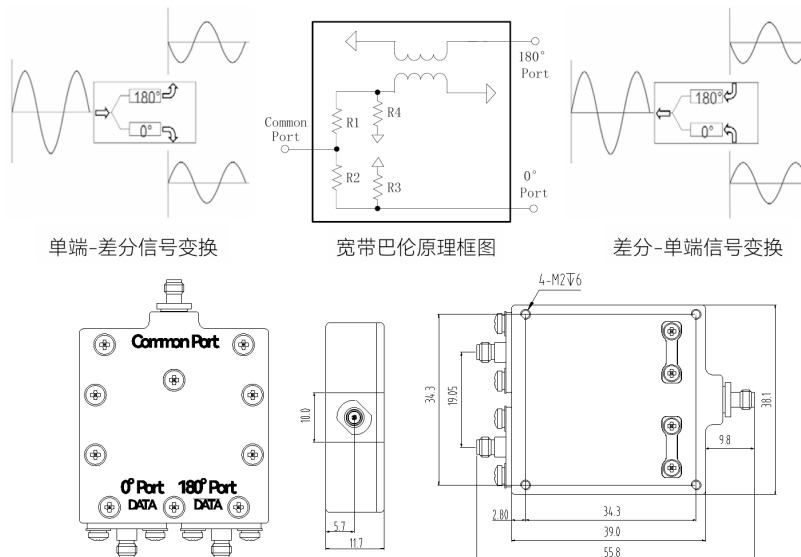 180°
0°
180°
Port
Common
Port
R1
R4
R2
R3
0°
Port
180°
0°
单端-差分信号变换
宽带巴伦原理框图
差分-单端信号变换
Common Port
0° Port 180° Port
DATA DATA
10.0
5.7
11.7
4-M2↧6
34.3
19.05
38.1
9.8
2.80
34.3
39.0
55.8